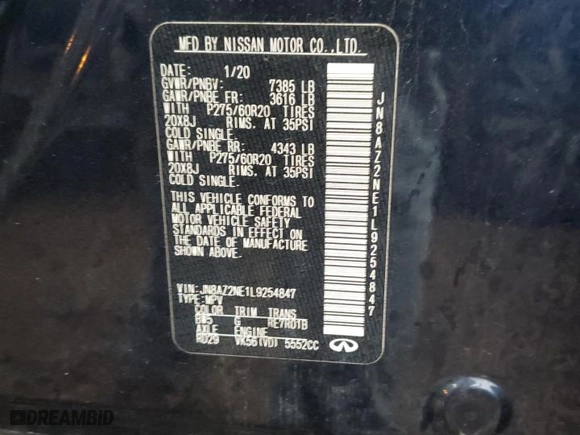 MFD BY NISSAN MOTOR CO.,LTD.
DATE: 1/20
GVWR/PNBV: 7385 LB
GAWR/PNBE FR: 3616 LB
WITH P275/60R20 TIRES
20X8J RIMS. AT 35PSI
COLD SINGLE.
GAWR/PNBE RR: 4343 LB
WITH P275/60R20 TIRES
20X8J RIMS. AT 35PSI
COLD SINGLE.
THIS VEHICLE CONFORMS TO
ALL APPLICABLE FEDERAL
MOTOR VEHICLE SAFETY
STANDARDS IN EFFECT ON
THE DATE OF MANUFACTURE
SHOWN ABOVE.
VIN: JN8AZ2NE1L9254847
TYPE: MPV
COLOR TRIM TRANS
BW5 G RE7R01B
AXLE ENGINE
RD29 VK56(VD) 5552CC
JN8AZ2NE1L9254847
DREAMBID